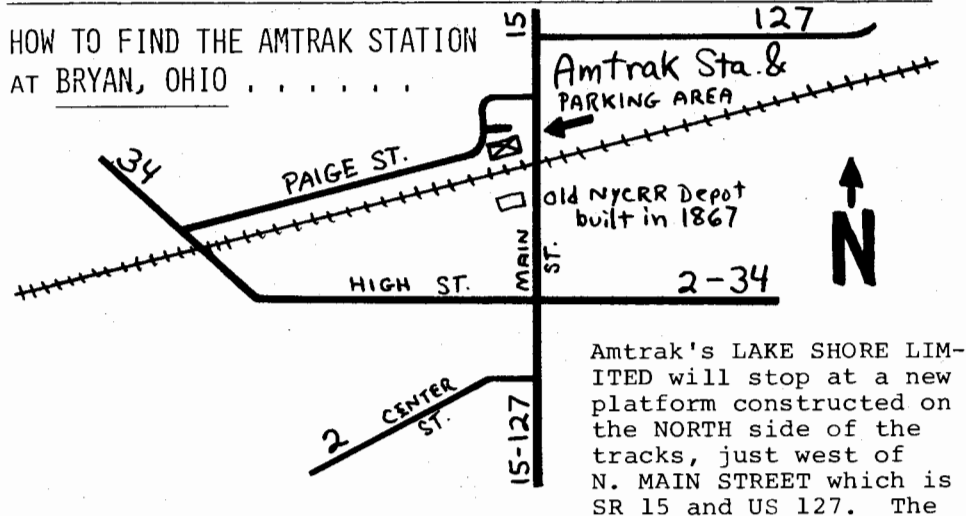 HOW TO FIND THE AMTRAK STATION
AT BRYAN, OHIO . . . . . .
15
127
Amtrak Sta. &
PARKING AREA
34
PAIGE ST.
old NYCRR Depot
built in 1867
N
MAIN ST.
HIGH ST.
2-34
2
CENTER ST.
15-127
Amtrak's LAKE SHORE LIM-
ITED will stop at a new
platform constructed on
the NORTH side of the
tracks, just west of
N. MAIN STREET which is
SR 15 and US 127. The